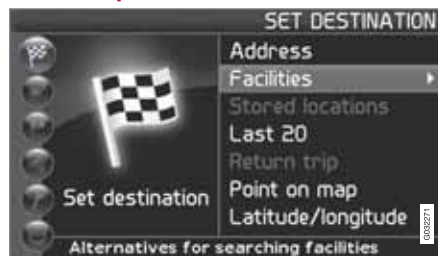 SET DESTINATION
Address
Facilities
Stored locations
Last 20
Return trip
Point on map
Latitude/longitude
Set destination
Alternatives for searching facilities
G032271